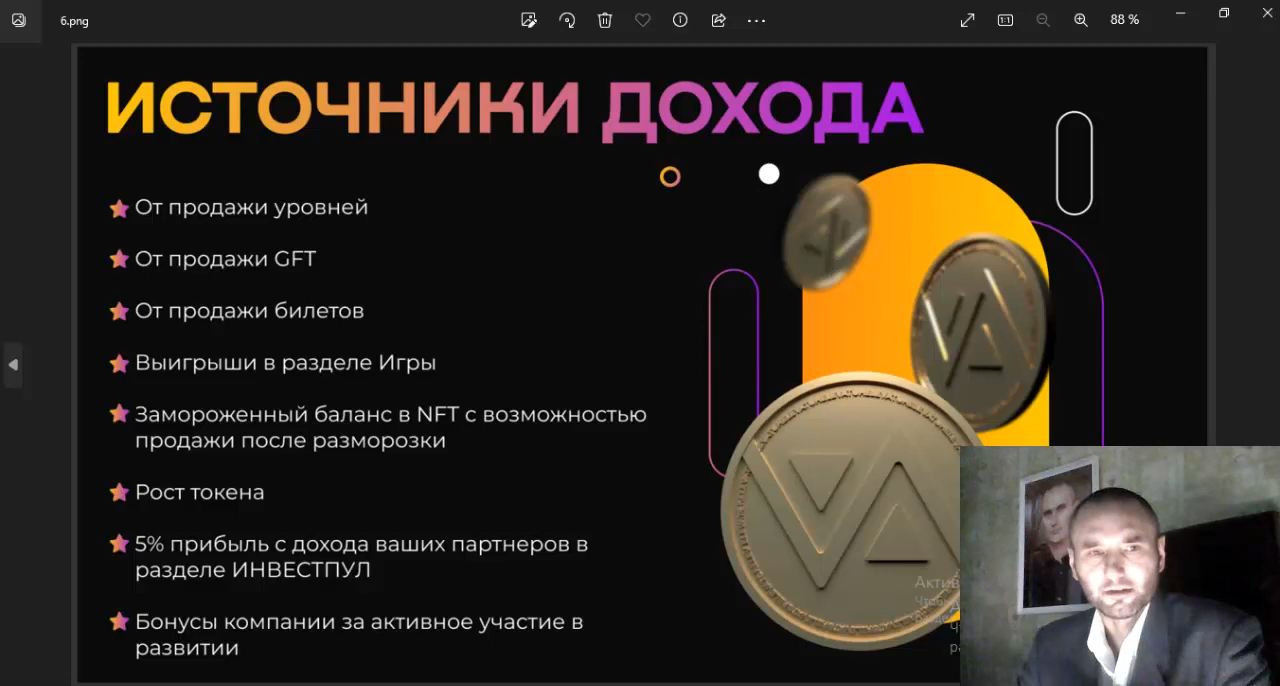 6.png
88 %
ИСТОЧНИКИ ДОХОДА
От продажи уровней
От продажи GFT
От продажи билетов
Выигрыши в разделе Игры
Замороженный баланс в NFT с возможностью
продажи после разморозки
Рост токена
5% прибыль с дохода ваших партнеров в
разделе ИНВЕСТПУЛ
Бонусы компании за активное участие в
развитии